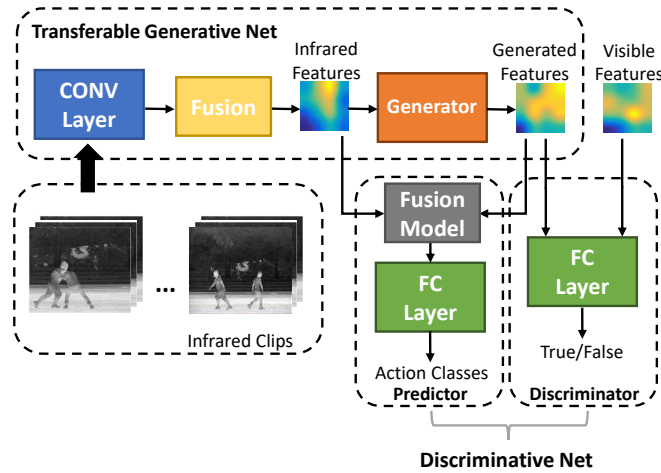 Transferable Generative Net
Infrared
Features
Generated
Features
Visible
Features
CONV
Layer
Fusion
Generator
Fusion
Model
FC
Layer
FC
Layer
...
Infrared Clips
Action Classes
True/False
Predictor
Discriminator
Discriminative Net